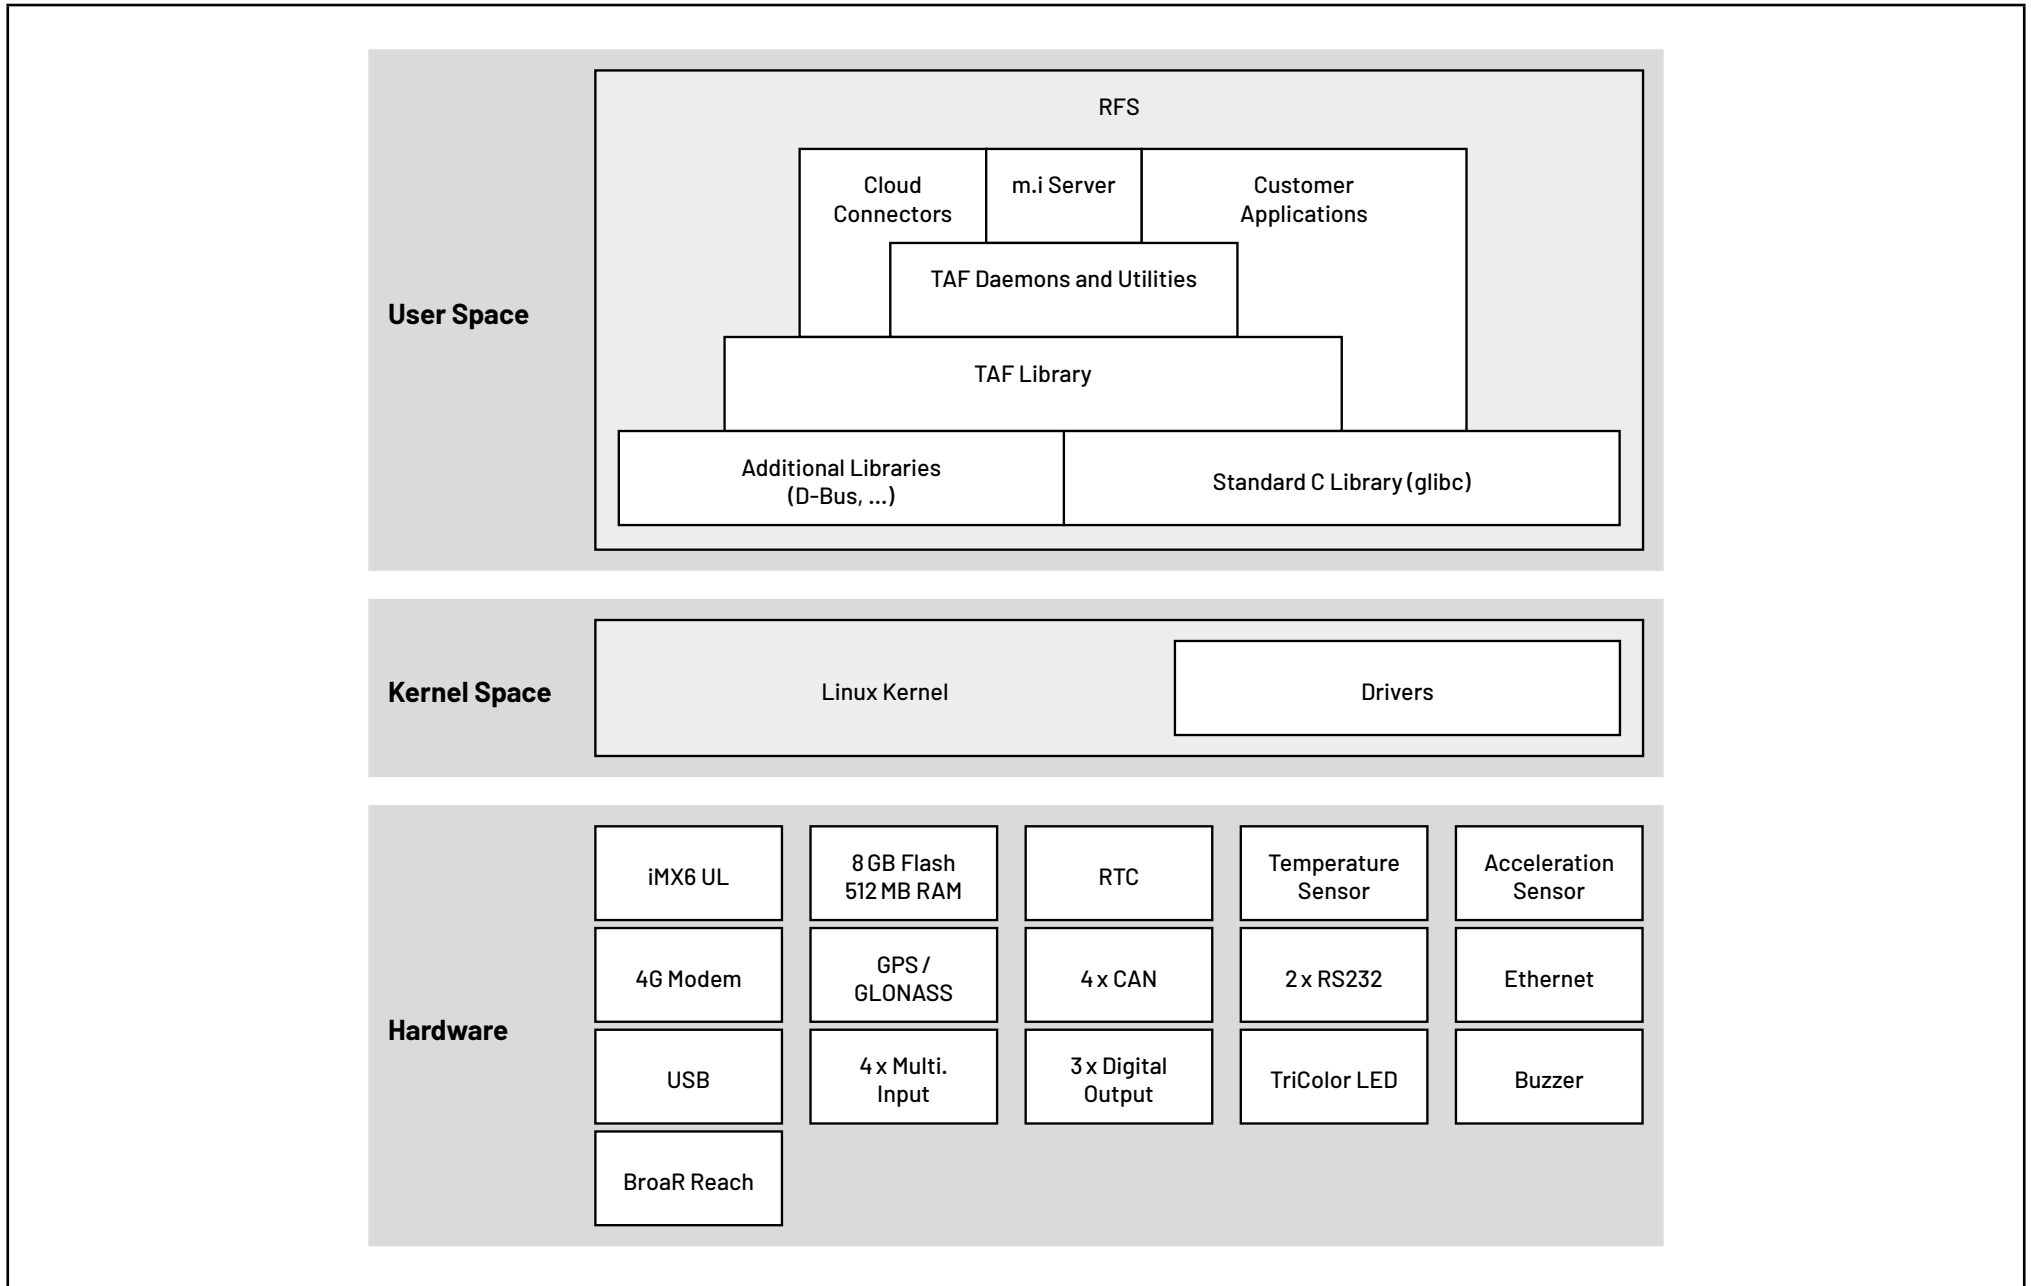 RFS
Cloud
Connectors
m.i Server
Customer
Applications
TAF Daemons and Utilities
User Space
TAF Library
Additional Libraries
(D-Bus, ...)
Standard C Library (glibc)
Kernel Space
Linux Kernel
Drivers
Hardware
iMX6 UL
8 GB Flash
512 MB RAM
RTC
Temperature
Sensor
Acceleration
Sensor
4G Modem
GPS /
GLONASS
4 x CAN
2 x RS232
Ethernet
USB
4 x Multi.
Input
3 x Digital
Output
TriColor LED
Buzzer
BroaR Reach